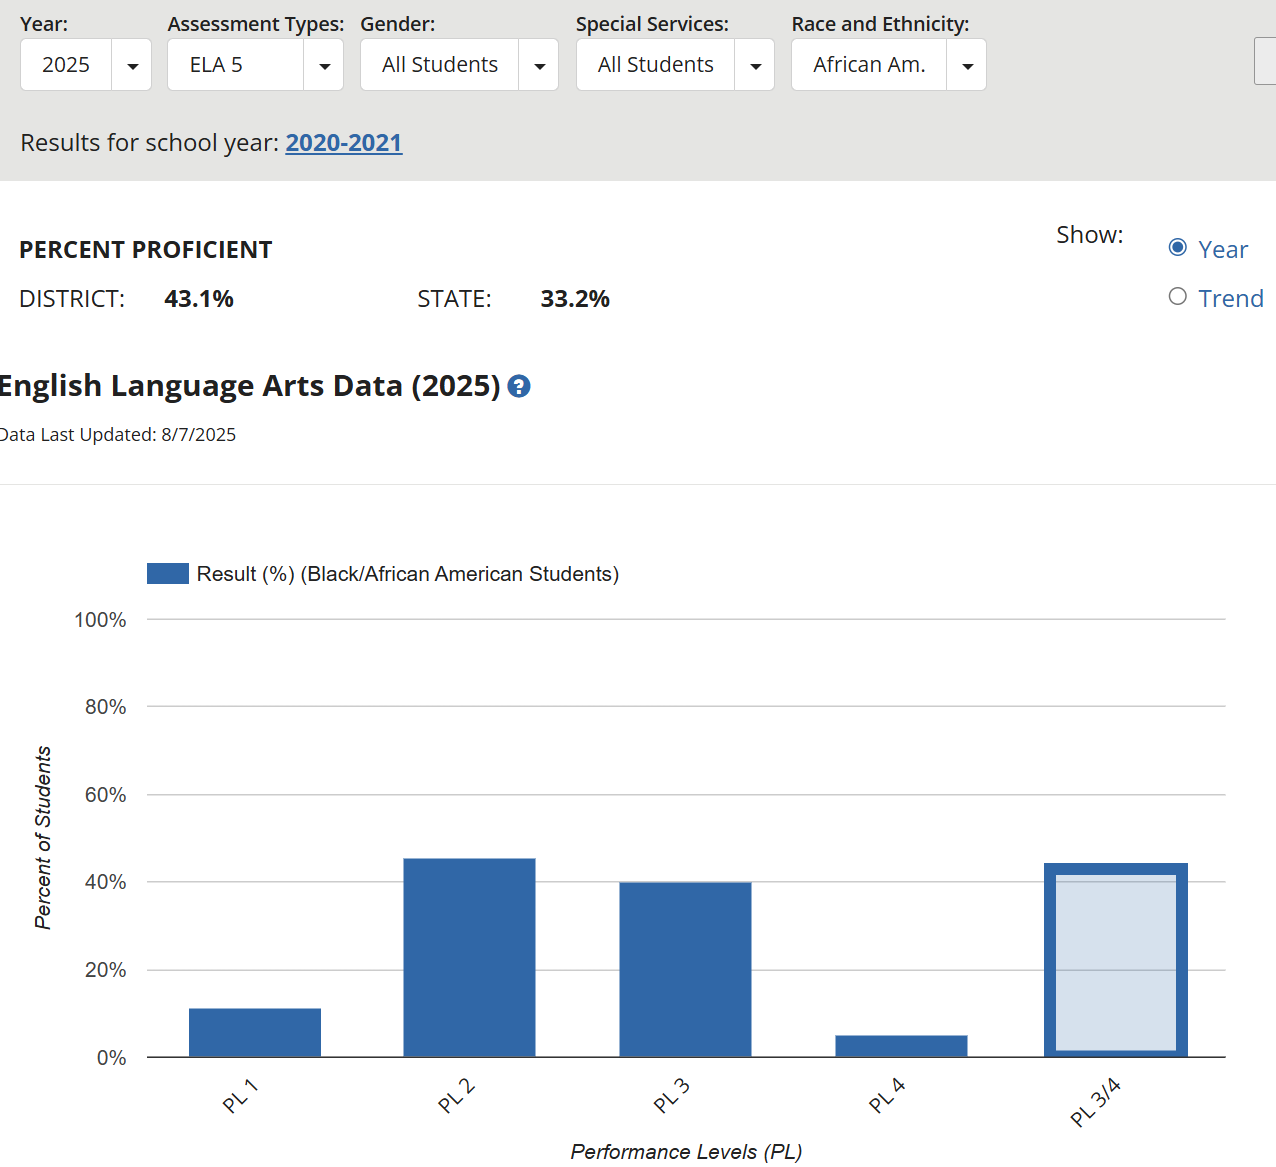 Year: Assessment Types: Gender: Special Services: Race and Ethnicity:
2025 ELA 5 All Students All Students African Am.
Results for school year: 2020-2021
Show:
Year
PERCENT PROFICIENT
DISTRICT: 43.1% STATE: 33.2%
Trend
English Language Arts Data (2025) ?
Data Last Updated: 8/7/2025
Result (%) (Black/African American Students)
100%
80%
60%
40%
20%
0%
Percent of Students
PL 1 PL 2 PL 3 PL 4 PL 3/4
Performance Levels (PL)